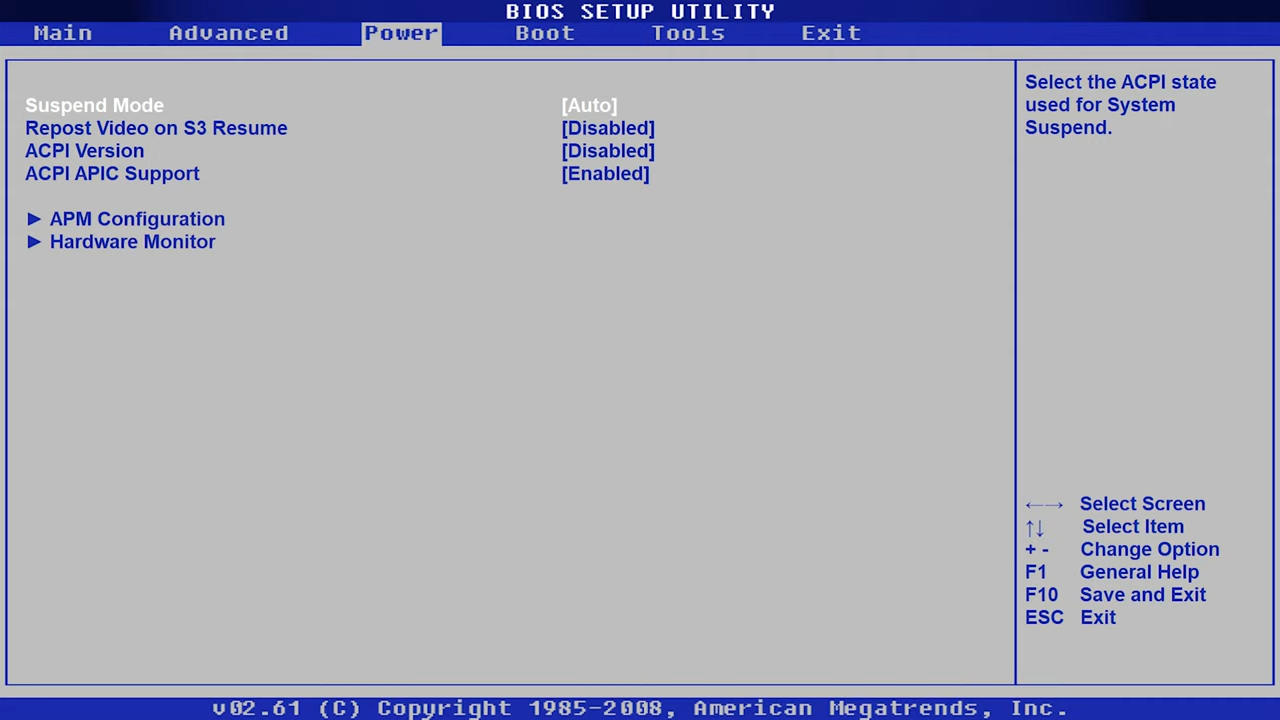 BIOS SETUP UTILITY
Main Advanced Power Boot Tools Exit
Suspend Mode [Auto]
Repost Video on S3 Resume [Disabled]
ACPI Version [Disabled]
ACPI APIC Support [Enabled]
► APM Configuration
► Hardware Monitor
Select the ACPI state
used for System
Suspend.
←→ Select Screen
↑↓ Select Item
+ - Change Option
F1 General Help
F10 Save and Exit
ESC Exit
v02.61 (C) Copyright 1985-2008, American Megatrends, Inc.